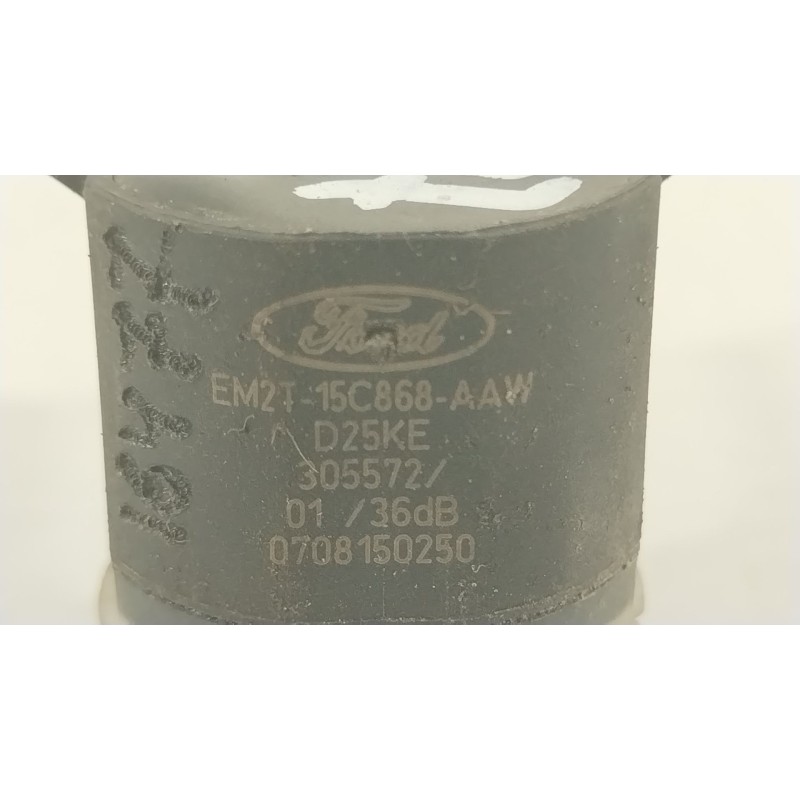 Ford
EM2T-15C868-AAW
D25KE
305572/
01 /36dB
0708150250